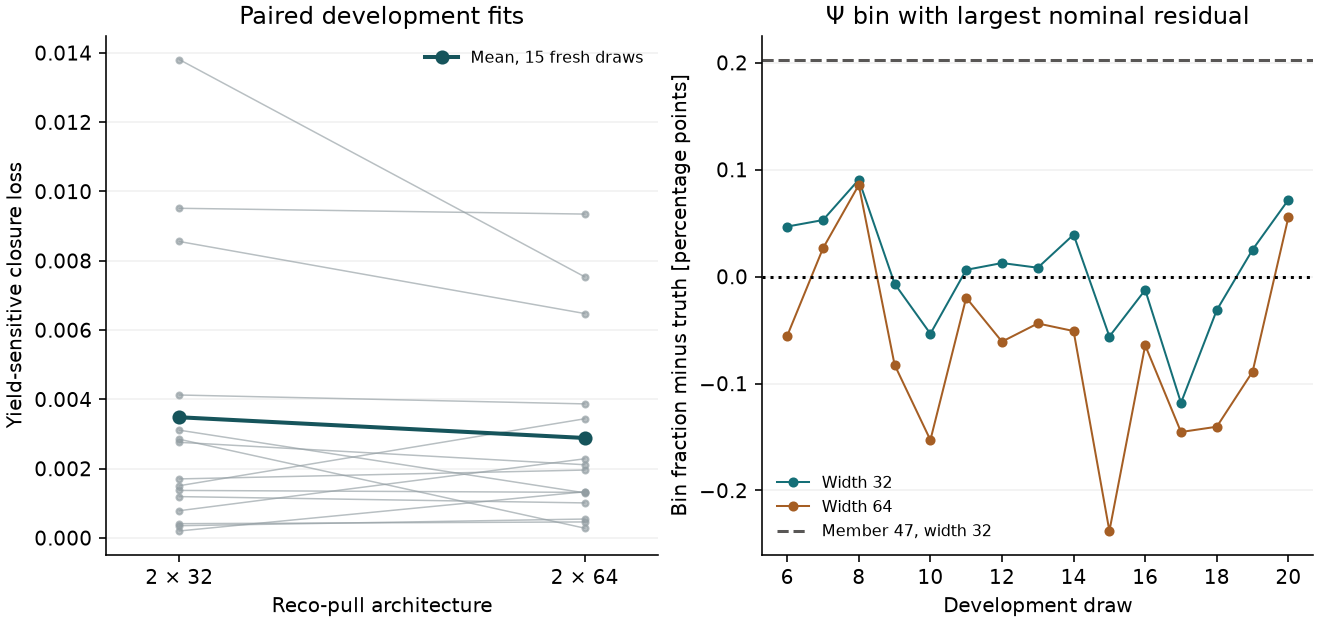 Paired development fits
Yield-sensitive closure loss
0.014
0.012
0.010
0.008
0.006
0.004
0.002
0.000
Mean, 15 fresh draws
2 × 32
2 × 64
Reco-pull architecture
Ψ bin with largest nominal residual
Bin fraction minus truth [percentage points]
0.2
0.1
0.0
−0.1
−0.2
Width 32
Width 64
Member 47, width 32
6
8
10
12
14
16
18
20
Development draw